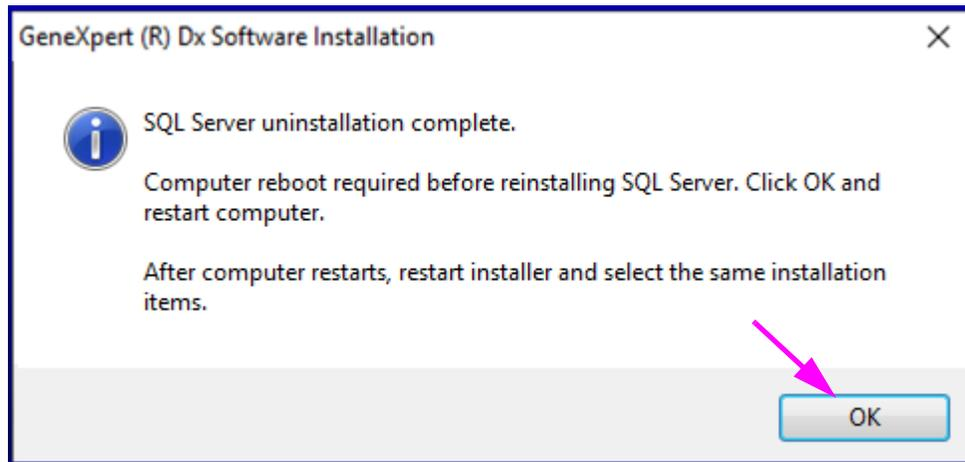 GeneXpert (R) Dx Software Installation
SQL Server uninstallation complete.
Computer reboot required before reinstalling SQL Server. Click OK and
restart computer.
After computer restarts, restart installer and select the same installation
items.
OK